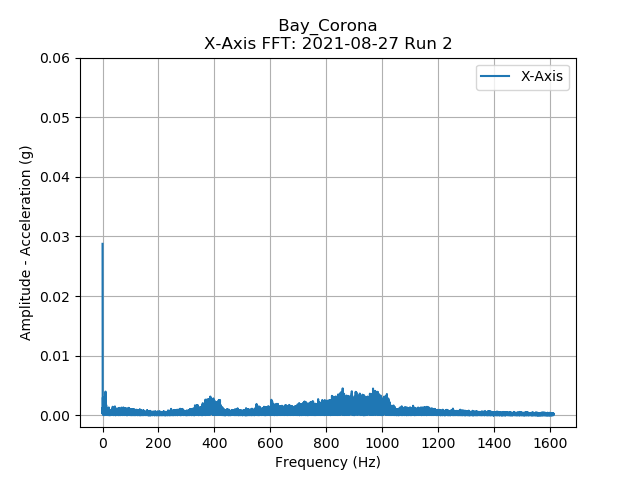 Bay_Corona
X-Axis FFT: 2021-08-27 Run 2
X-Axis
0.06
0.05
0.04
0.03
0.02
0.01
0.00
Amplitude - Acceleration (g)
0 200 400 600 800 1000 1200 1400 1600
Frequency (Hz)